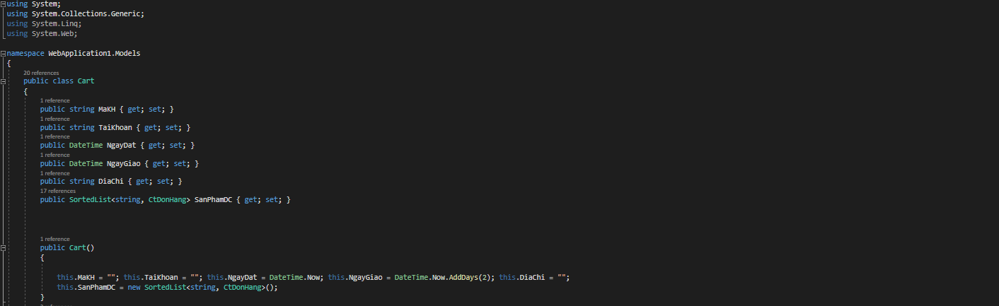 using System;
using System.Collections.Generic;
using System.Linq;
using System.Web;
namespace WebApplication1.Models
{
20 references
public class Cart
{
1 reference
public string MaKH { get; set; }
1 reference
public string TaiKhoan { get; set; }
1 reference
public DateTime NgayDat { get; set; }
1 reference
public DateTime NgayGiao { get; set; }
1 reference
public string DiaChi { get; set; }
17 references
public SortedList<string, CtDonHang> SanPhamDC { get; set; }
1 reference
public Cart()
{
this.MaKH = ""; this.TaiKhoan = ""; this.NgayDat = DateTime.Now; this.NgayGiao = DateTime.Now.AddDays(2); this.DiaChi = "";
this.SanPhamDC = new SortedList<string, CtDonHang>();
}